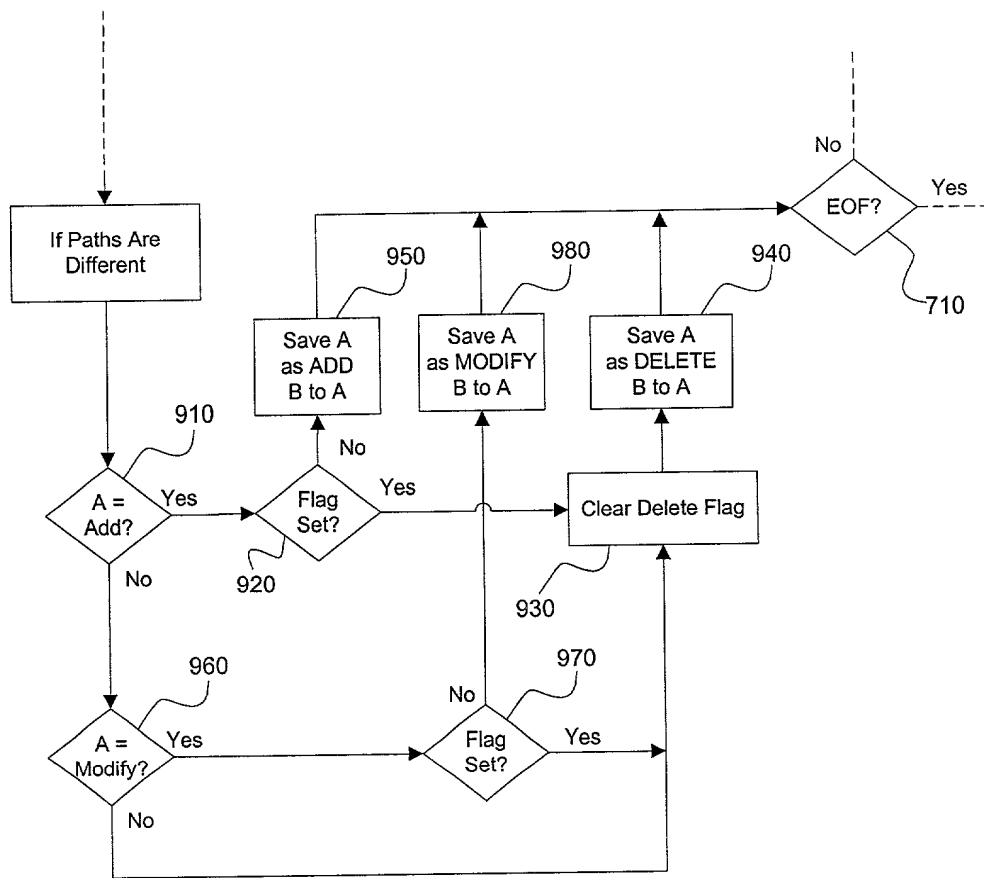 No
EOF?
Yes
710
If Paths Are
Different
950
980
940
Save A
as ADD
B to A
Save A
as MODIFY
B to A
Save A
as DELETE
B to A
910
No
A =
Add?
Yes
Flag
Set?
Yes
Clear Delete Flag
No
920
930
960
No
970
A =
Modify?
Yes
Flag
Set?
Yes
No